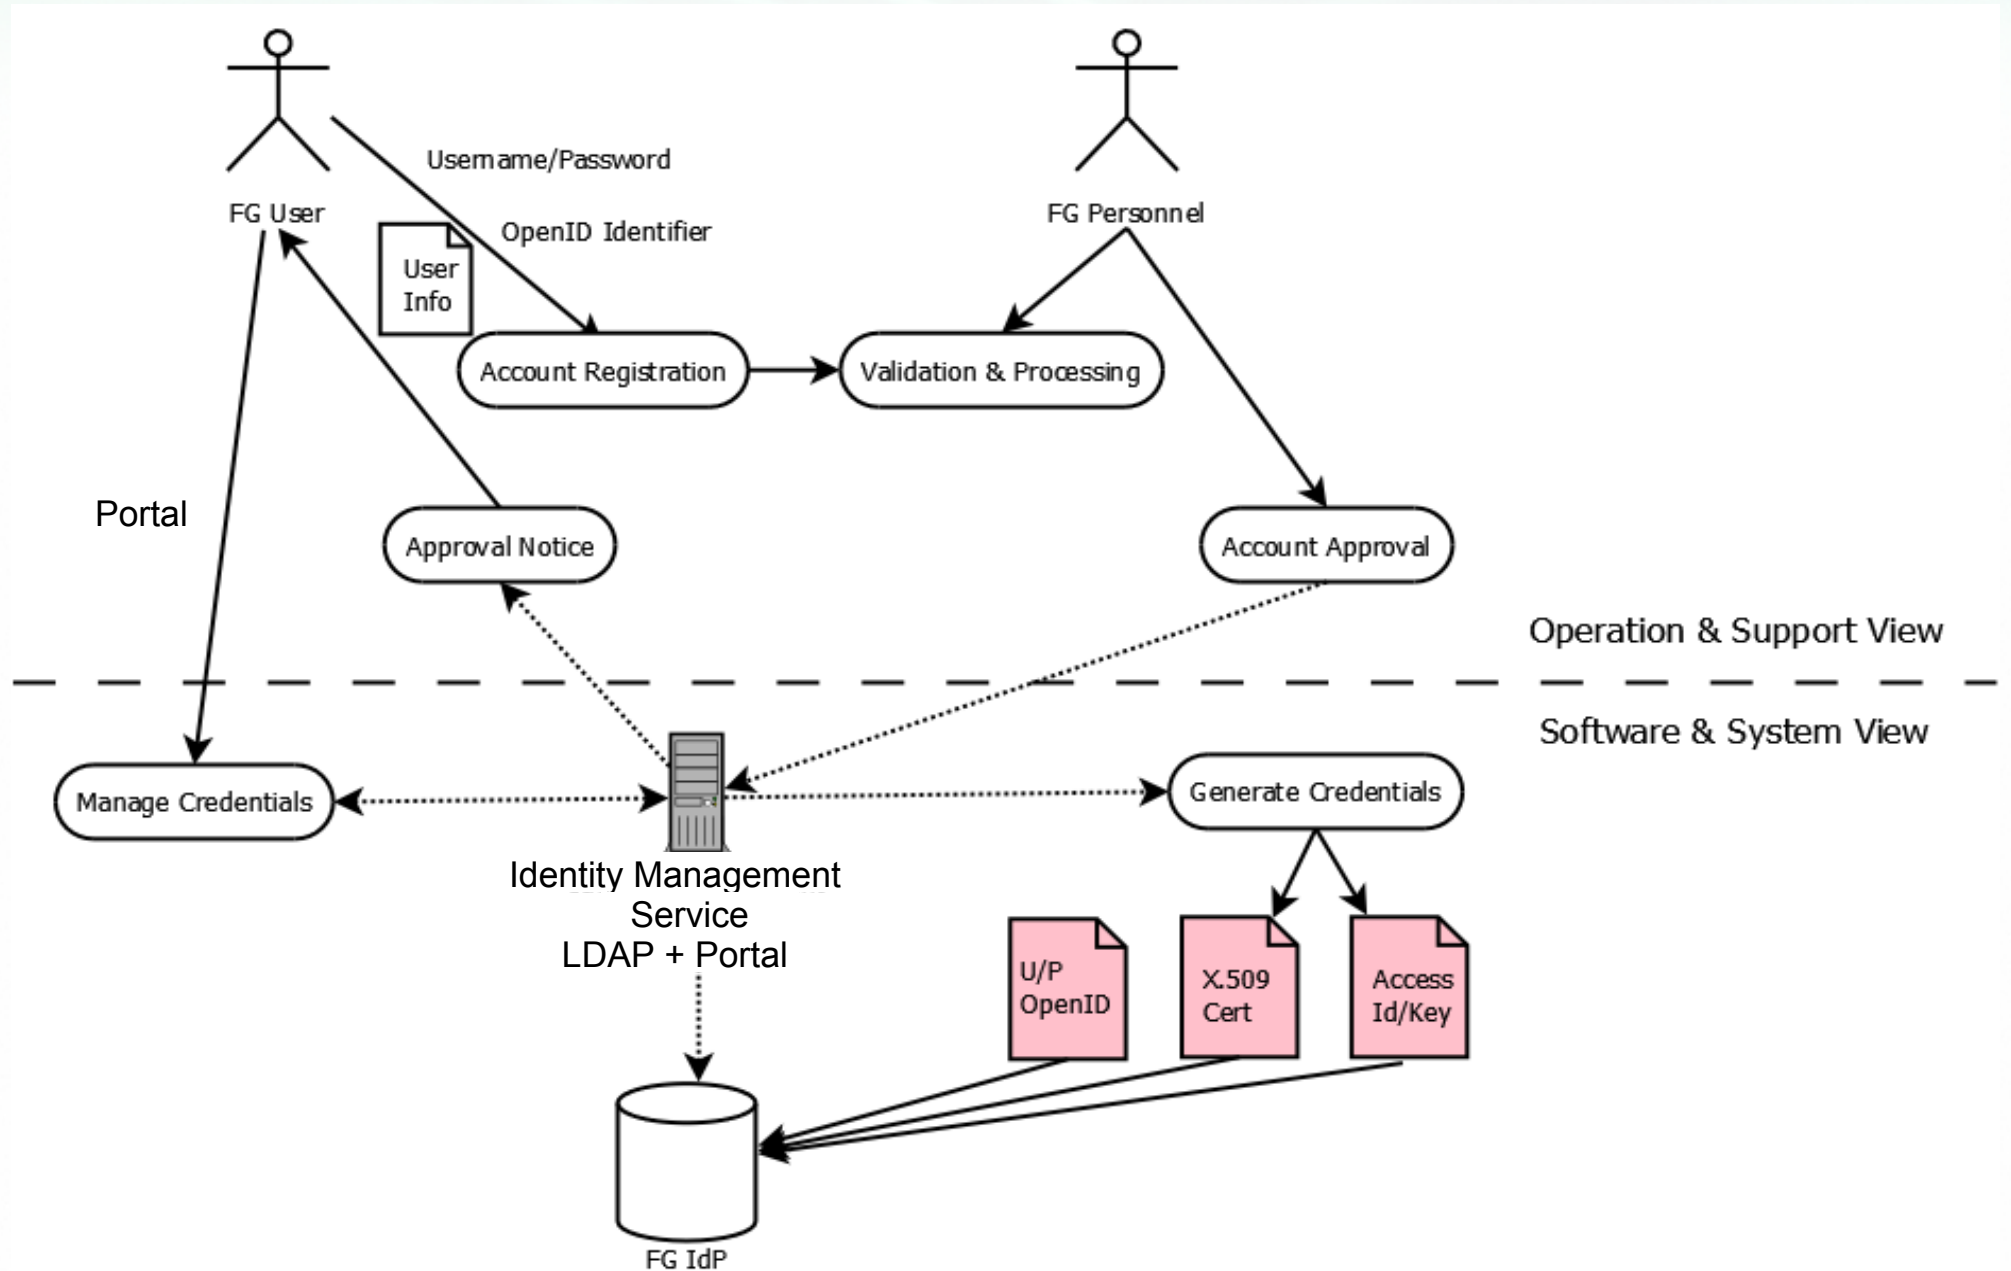 Username/Password
FG User
FG Personnel
OpenID Identifier
User
Info
Account Registration
Validation & Processing
Portal
Approval Notice
Account Approval
Operation & Support View
Software & System View
Manage Credentials
Generate Credentials
Identity Management
Service
LDAP + Portal
U/P
OpenID
X.509
Cert
Access
Id/Key
FG IdP